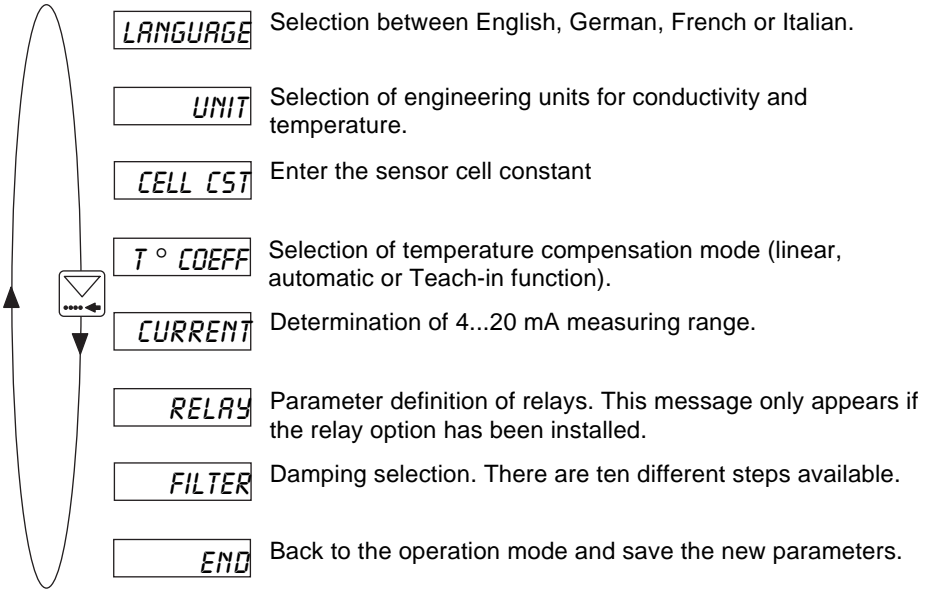 LANGUAGE Selection between English, German, French or Italian.
UNIT Selection of engineering units for conductivity and
temperature.
CELL CST Enter the sensor cell constant
T ° COEFF Selection of temperature compensation mode (linear,
automatic or Teach-in function).
CURRENT Determination of 4...20 mA measuring range.
RELAY Parameter definition of relays. This message only appears if
the relay option has been installed.
FILTER Damping selection. There are ten different steps available.
END Back to the operation mode and save the new parameters.